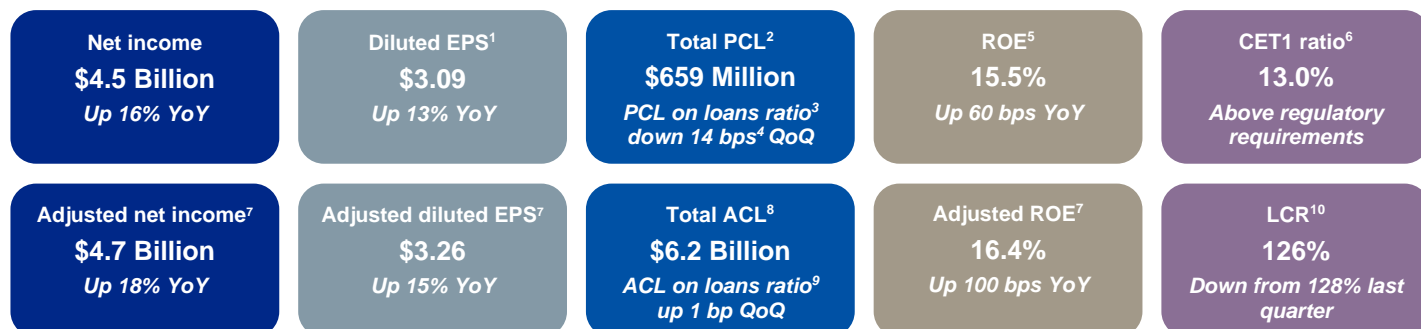 Net income
$4.5 Billion
Up 16% YoY
Diluted EPS¹
$3.09
Up 13% YoY
Total PCL²
$659 Million
PCL on loans ratio³
down 14 bps⁴ QoQ
ROE⁵
15.5%
Up 60 bps YoY
CET1 ratio⁶
13.0%
Above regulatory
requirements
Adjusted net income⁷
$4.7 Billion
Up 18% YoY
Adjusted diluted EPS⁷
$3.26
Up 15% YoY
Total ACL⁸
$6.2 Billion
ACL on loans ratio⁹
up 1 bp QoQ
Adjusted ROE⁷
16.4%
Up 100 bps YoY
LCR¹⁰
126%
Down from 128% last
quarter